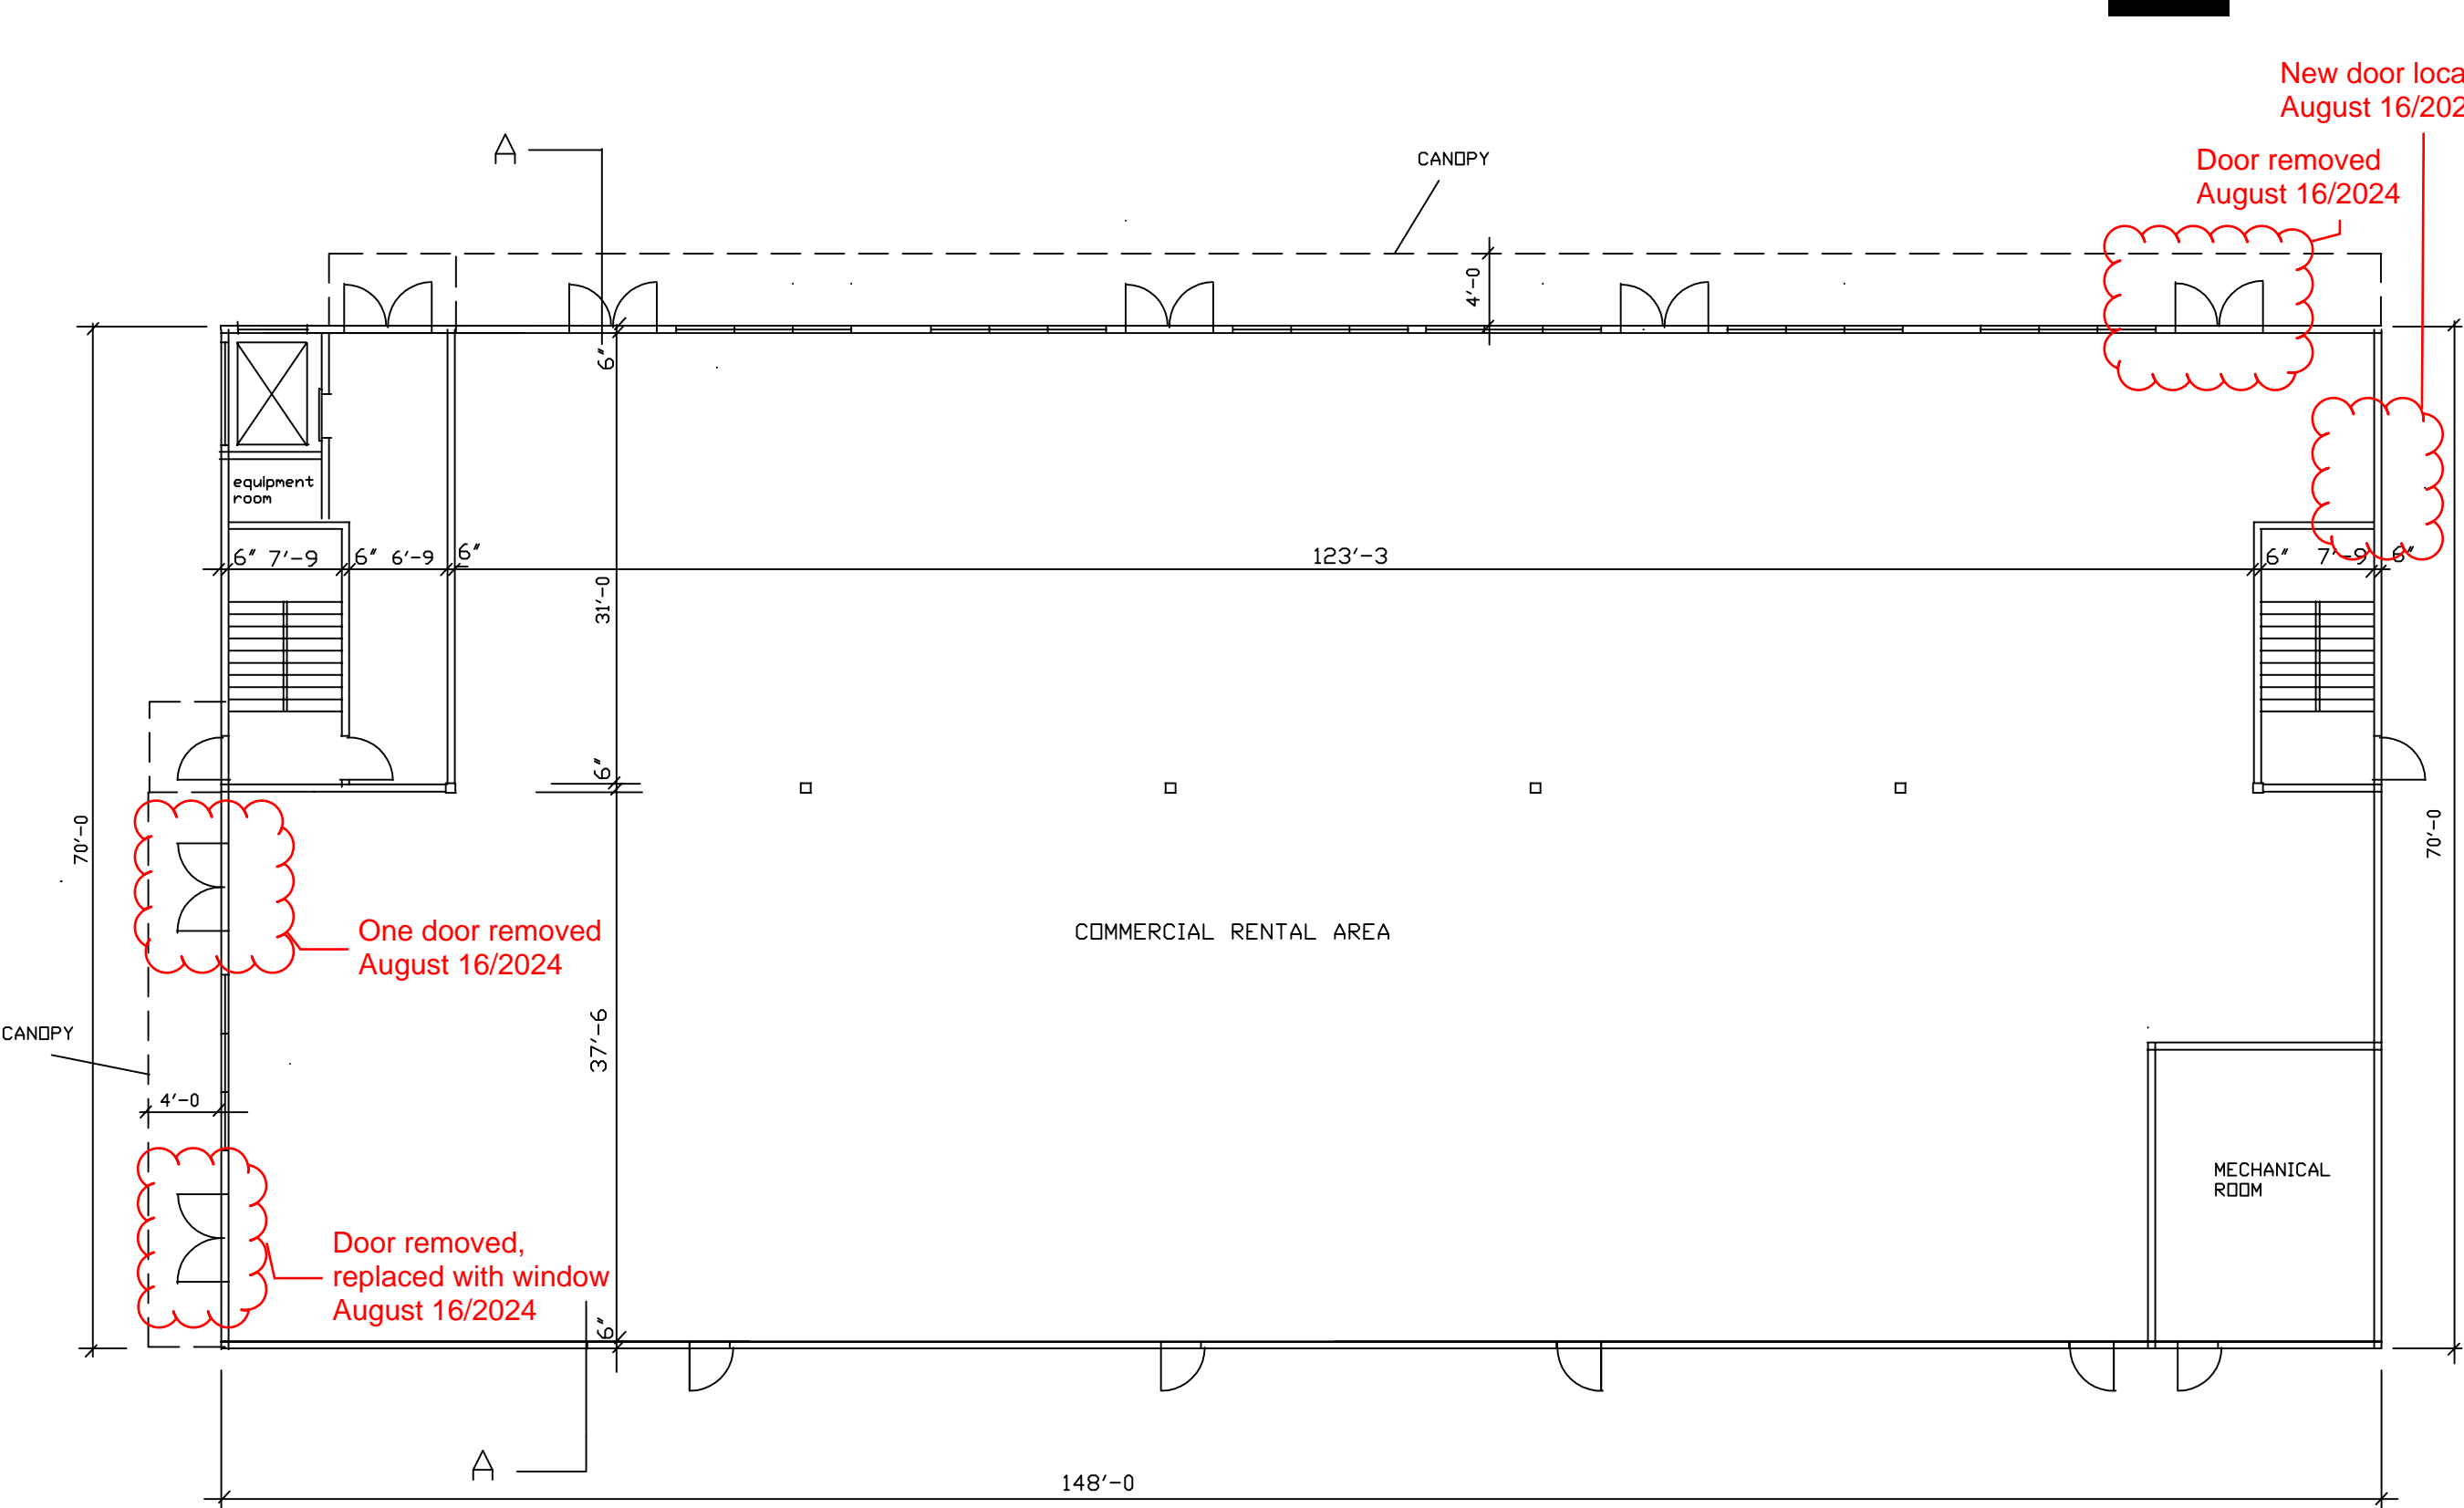 New door loca
August 16/202
Door removed
August 16/2024
A
CANOPY
4'-0
6"
equipment
room
6" 7'-9 6" 6'-9 6"
123'-3
6" 7'-9 6"
31'-0
6"
70'-0
70'-0
One door removed
August 16/2024
COMMERCIAL RENTAL AREA
37'-6
CANOPY
4'-0
MECHANICAL
ROOM
Door removed,
replaced with window
August 16/2024
6"
A
148'-0